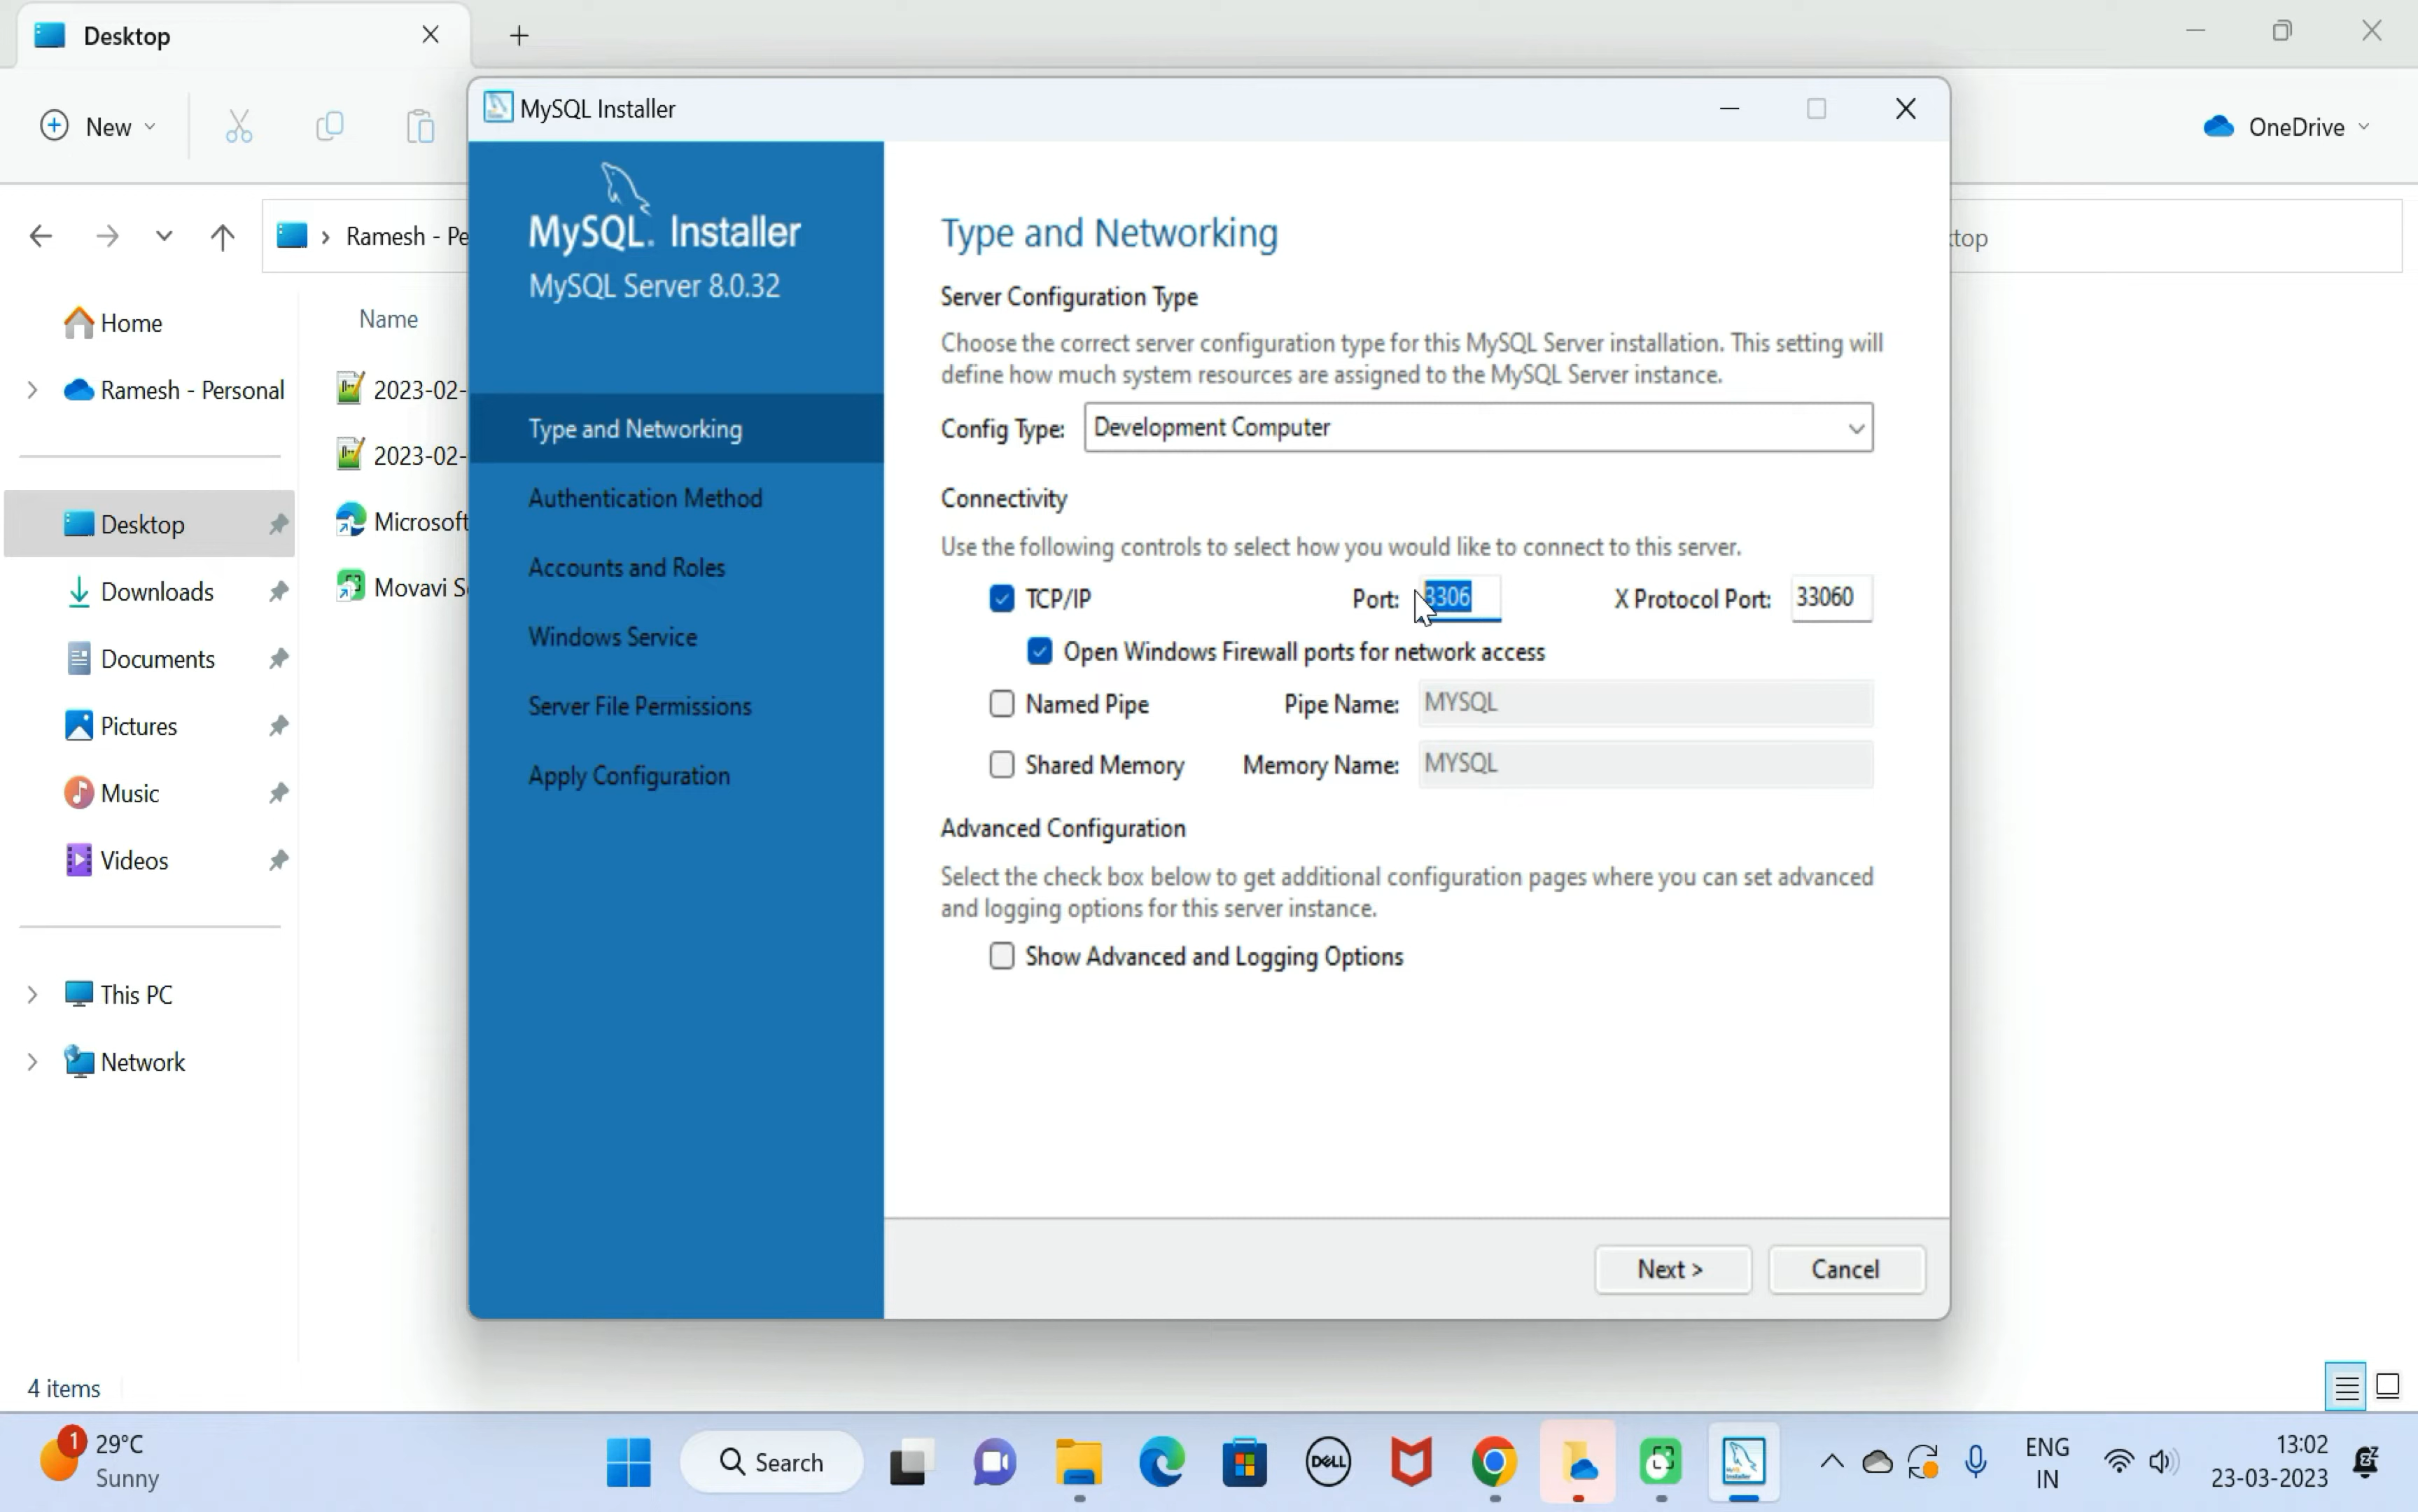 Desktop
New
OneDrive
Ramesh - Pe
top
Home
Ramesh - Personal
Desktop
Downloads
Documents
Pictures
Music
Videos
This PC
Network
Name
2023-02-
2023-02-
Microsoft
Movavi S
4 items
MySQL Installer
MySQL. Installer
MySQL Server 8.0.32
Type and Networking
Authentication Method
Accounts and Roles
Windows Service
Server File Permissions
Apply Configuration
Type and Networking
Server Configuration Type
Choose the correct server configuration type for this MySQL Server installation. This setting will
define how much system resources are assigned to the MySQL Server instance.
Config Type: Development Computer
Connectivity
Use the following controls to select how you would like to connect to this server.
TCP/IP Port: 3306 X Protocol Port: 33060
Open Windows Firewall ports for network access
Named Pipe Pipe Name: MYSQL
Shared Memory Memory Name: MYSQL
Advanced Configuration
Select the check box below to get additional configuration pages where you can set advanced
and logging options for this server instance.
Show Advanced and Logging Options
Next > Cancel
1
29°C
Sunny
Search
DELL
ENG
IN
13:02
23-03-2023